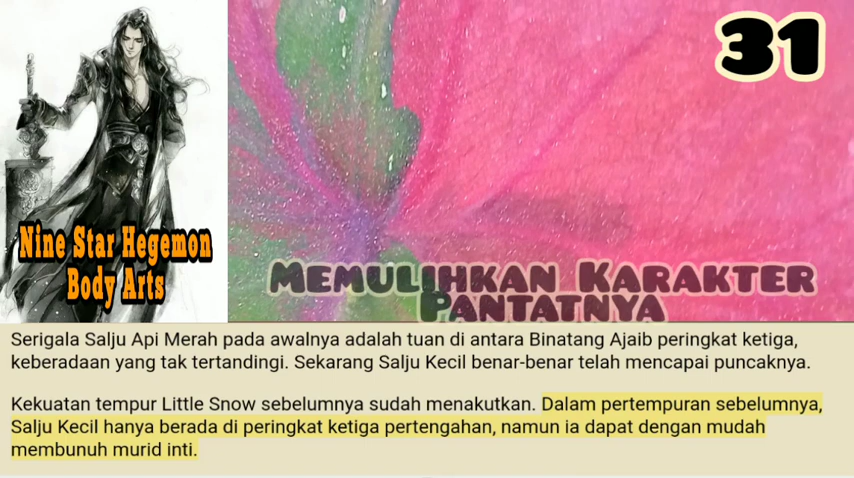 31
Nine Star Hegemon
Body Arts
Memulihkan Karakter
Pantatnya
Serigala Salju Api Merah pada awalnya adalah tuan di antara Binatang Ajaib peringkat ketiga,
keberadaan yang tak tertandingi. Sekarang Salju Kecil benar-benar telah mencapai puncaknya.
Kekuatan tempur Little Snow sebelumnya sudah menakutkan. Dalam pertempuran sebelumnya,
Salju Kecil hanya berada di peringkat ketiga pertengahan, namun ia dapat dengan mudah
membunuh murid inti.